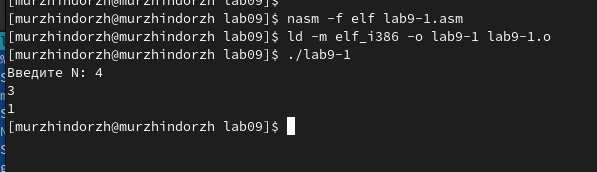 [murzhindorzh@murzhindorzh lab09]$
[murzhindorzh@murzhindorzh lab09]$ nasm -f elf lab9-1.asm
[murzhindorzh@murzhindorzh lab09]$ ld -m elf_i386 -o lab9-1 lab9-1.o
[murzhindorzh@murzhindorzh lab09]$ ./lab9-1
Введите N: 4
3
1
[murzhindorzh@murzhindorzh lab09]$